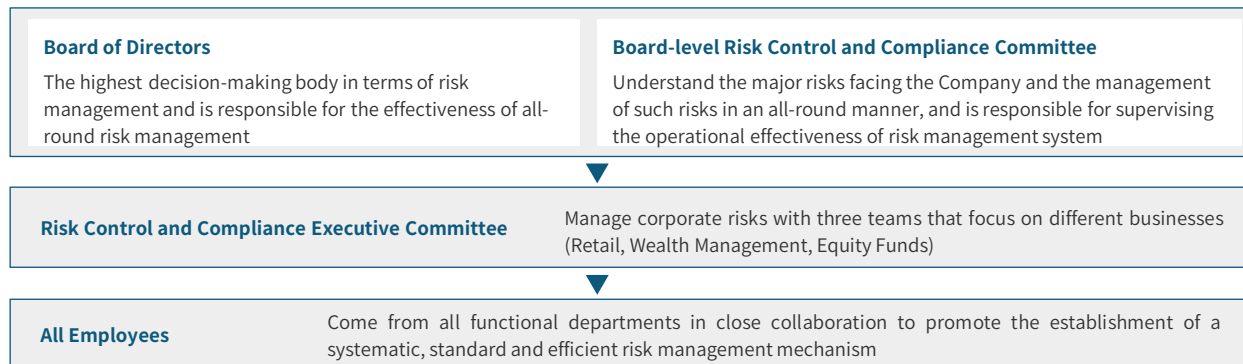 Board of Directors
The highest decision-making body in terms of risk
management and is responsible for the effectiveness of all-
round risk management
Board-level Risk Control and Compliance Committee
Understand the major risks facing the Company and the management
of such risks in an all-round manner, and is responsible for supervising
the operational effectiveness of risk management system
Risk Control and Compliance Executive Committee
Manage corporate risks with three teams that focus on different businesses
(Retail, Wealth Management, Equity Funds)
All Employees
Come from all functional departments in close collaboration to promote the establishment of a
systematic, standard and efficient risk management mechanism